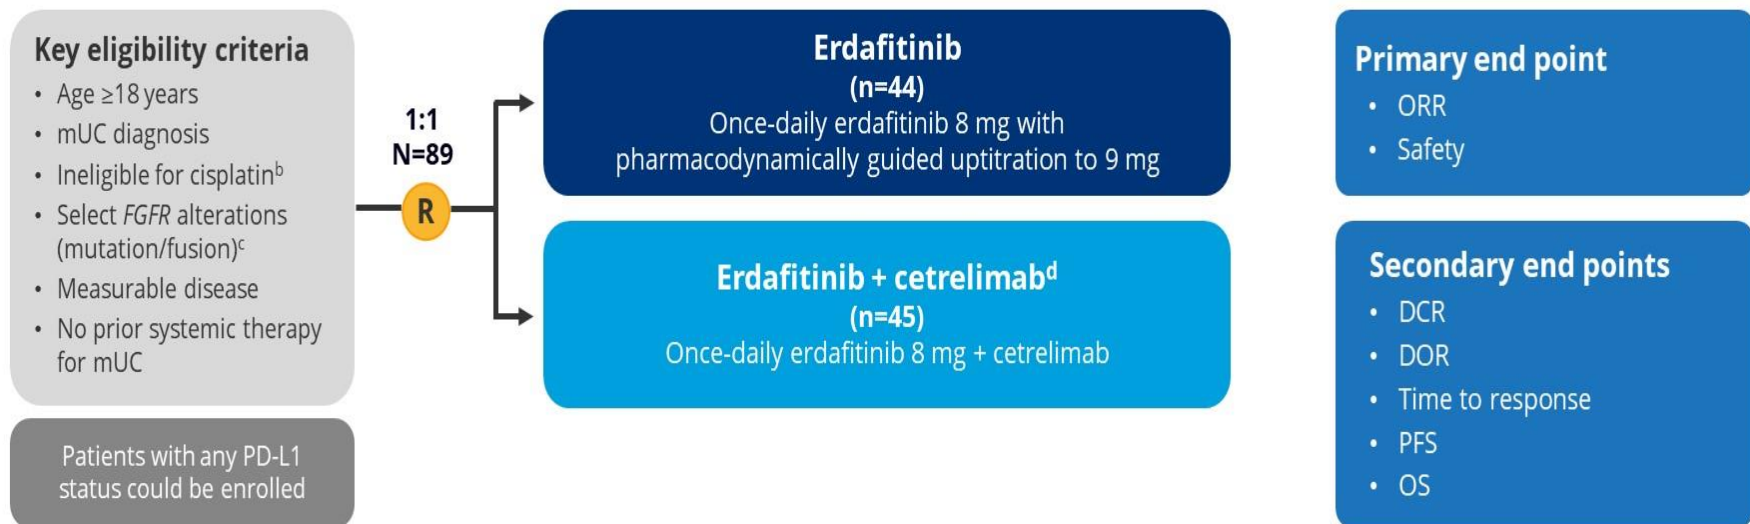 Key eligibility criteria
• Age ≥18 years
• mUC diagnosis
• Ineligible for cisplatinᵇ
• Select FGFR alterations
(mutation/fusion)ᶜ
• Measurable disease
• No prior systemic therapy
for mUC
Patients with any PD-L1
status could be enrolled
1:1
N=89
R
Erdafitinib
(n=44)
Once-daily erdafitinib 8 mg with
pharmacodynamically guided uptitration to 9 mg
Erdafitinib + cetrelimabᵈ
(n=45)
Once-daily erdafitinib 8 mg + cetrelimab
Primary end point
• ORR
• Safety
Secondary end points
• DCR
• DOR
• Time to response
• PFS
• OS